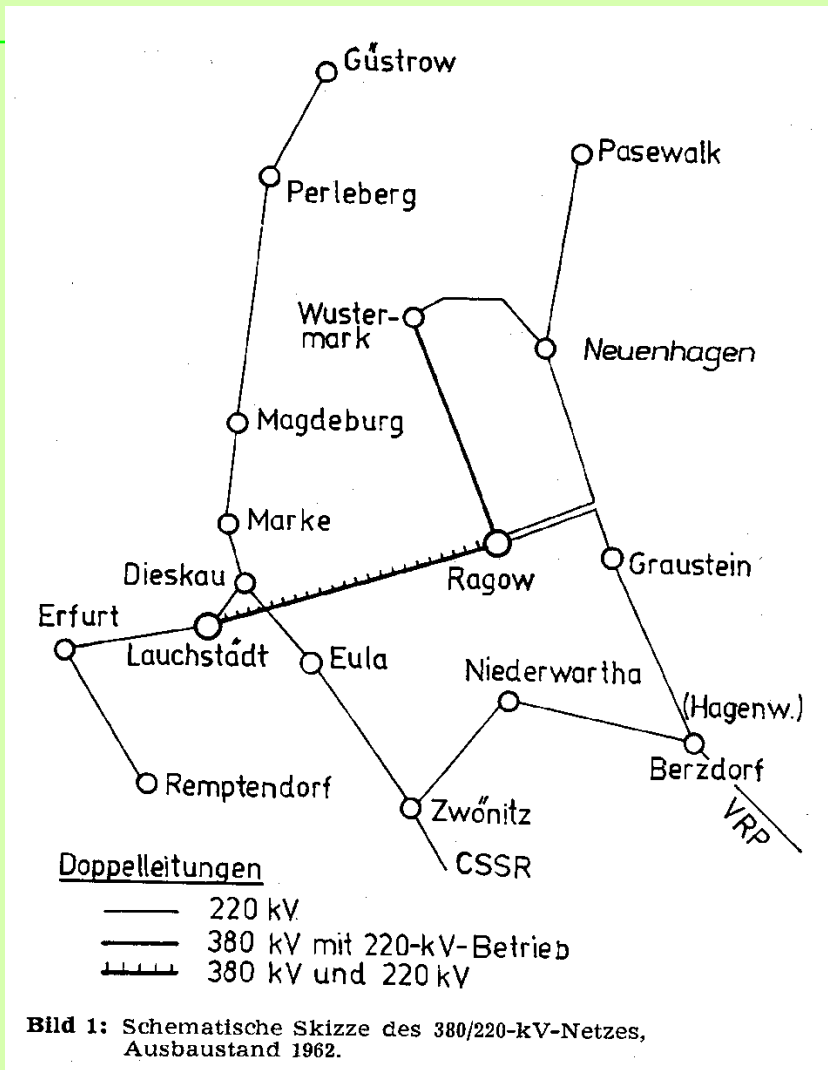 Güstrow
Pasewalk
Perleberg
Wuster-
mark
Neuenhagen
Magdeburg
Marke
Dieskau
Ragow
Graustein
Erfurt
Lauchstädt
Eula
Niederwartha
(Hagenw.)
Berzdorf
Remptendorf
Zwönitz
VRP
CSSR
Doppelleitungen
220 kV
380 kV mit 220-kV-Betrieb
380 kV und 220 kV
Bild 1: Schematische Skizze des 380/220-kV-Netzes,
Ausbaustand 1962.